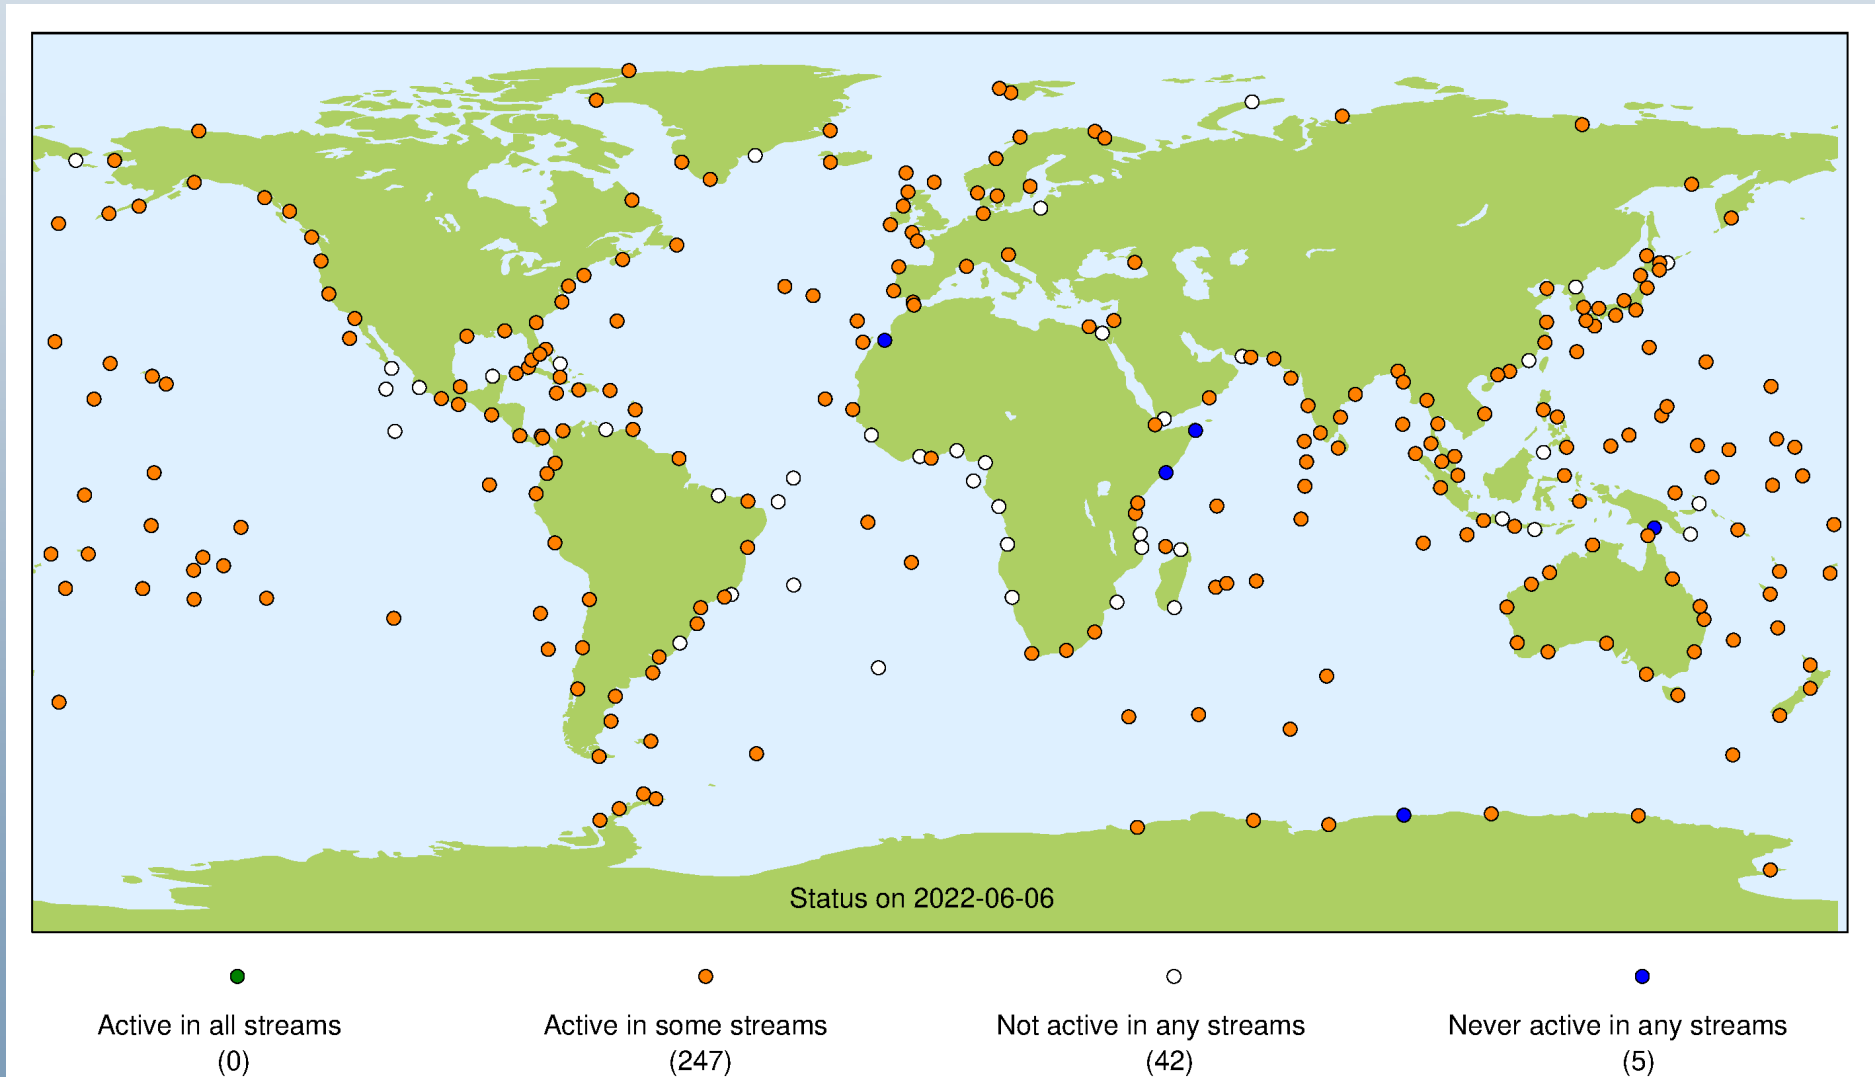 Status on 2022-06-06
Active in all streams
(0)
Active in some streams
(247)
Not active in any streams
(42)
Never active in any streams
(5)